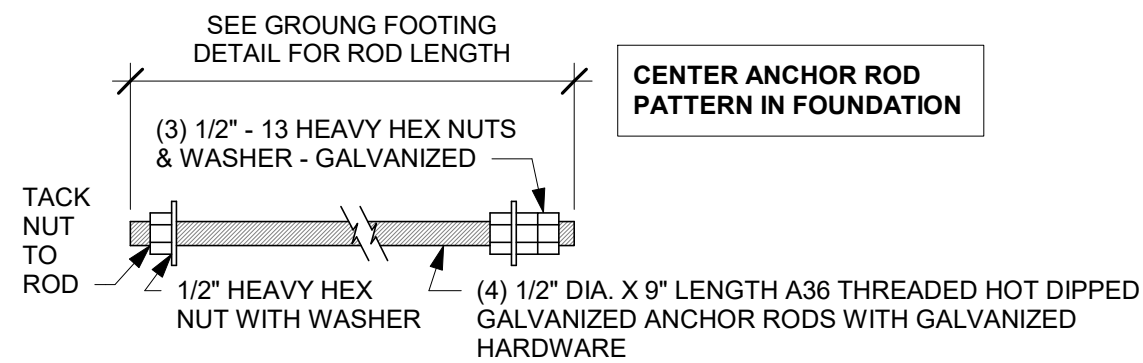 SEE GROUNG FOOTING
DETAIL FOR ROD LENGTH
CENTER ANCHOR ROD
PATTERN IN FOUNDATION
(3) 1/2" - 13 HEAVY HEX NUTS
& WASHER - GALVANIZED
TACK
NUT
TO
ROD
1/2" HEAVY HEX
NUT WITH WASHER
(4) 1/2" DIA. X 9" LENGTH A36 THREADED HOT DIPPED
GALVANIZED ANCHOR RODS WITH GALVANIZED
HARDWARE